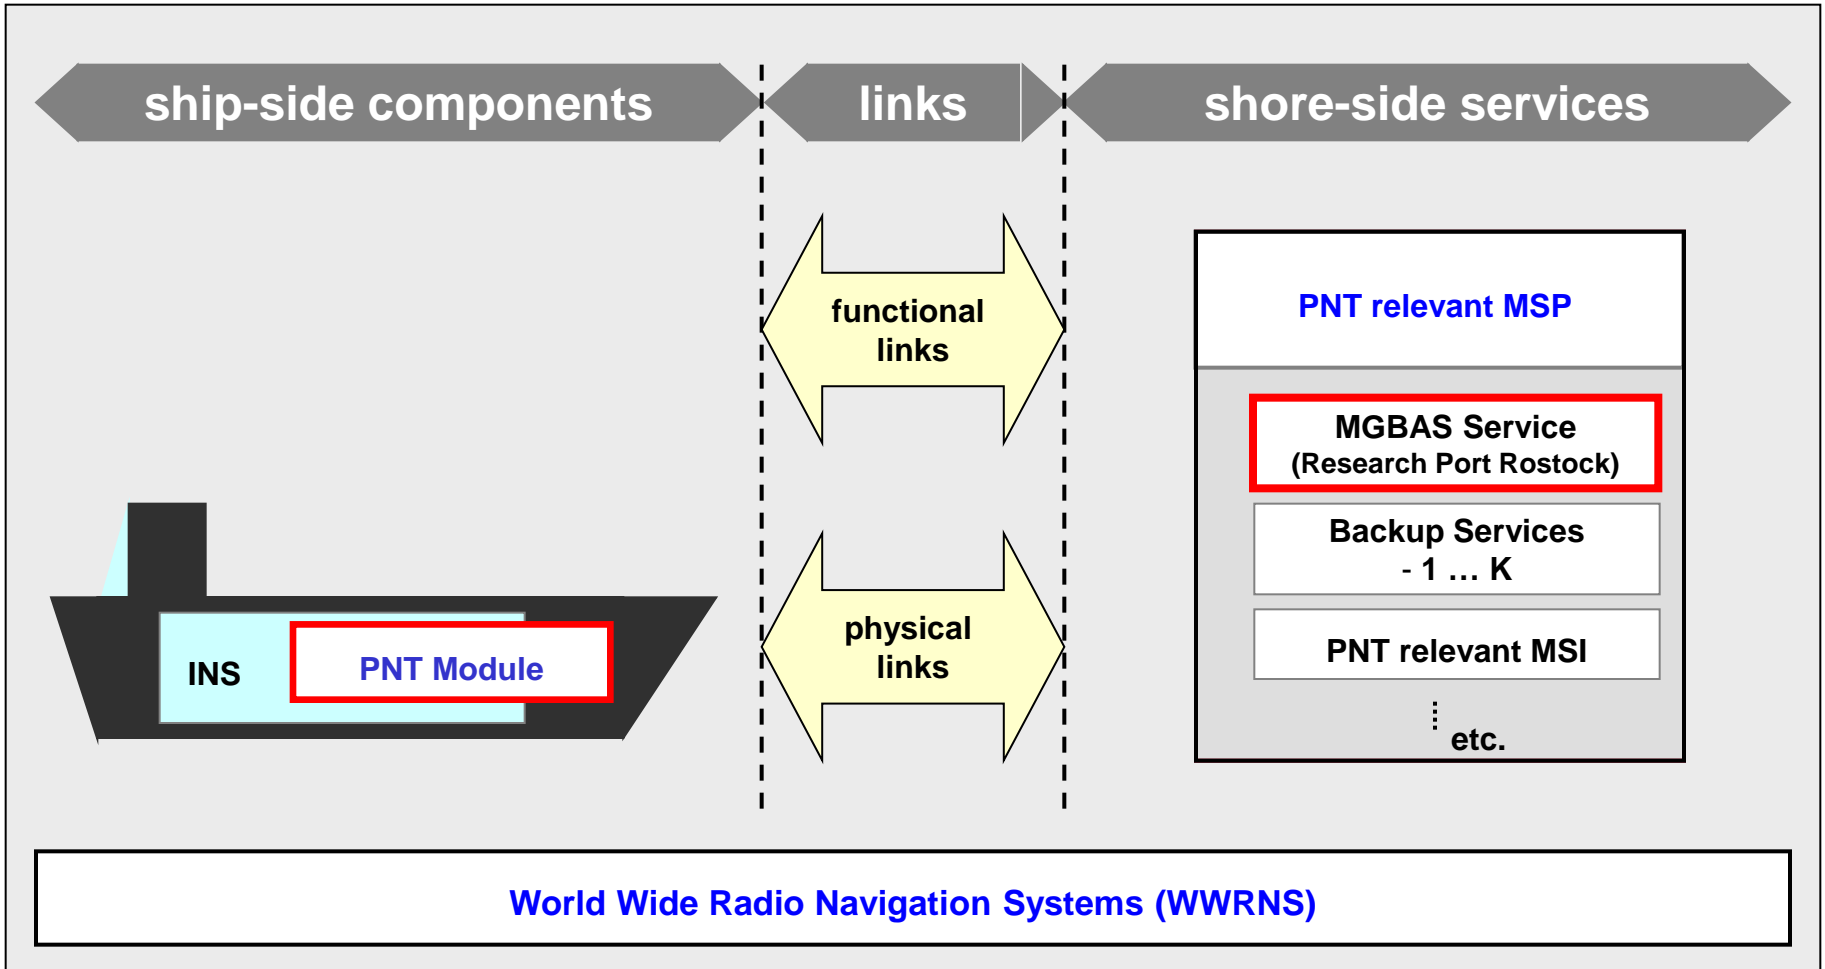 ship-side components
links
shore-side services
functional
links
PNT relevant MSP
MGBAS Service
(Research Port Rostock)
Backup Services
- 1 … K
PNT relevant MSI
etc.
physical
links
INS
PNT Module
World Wide Radio Navigation Systems (WWRNS)